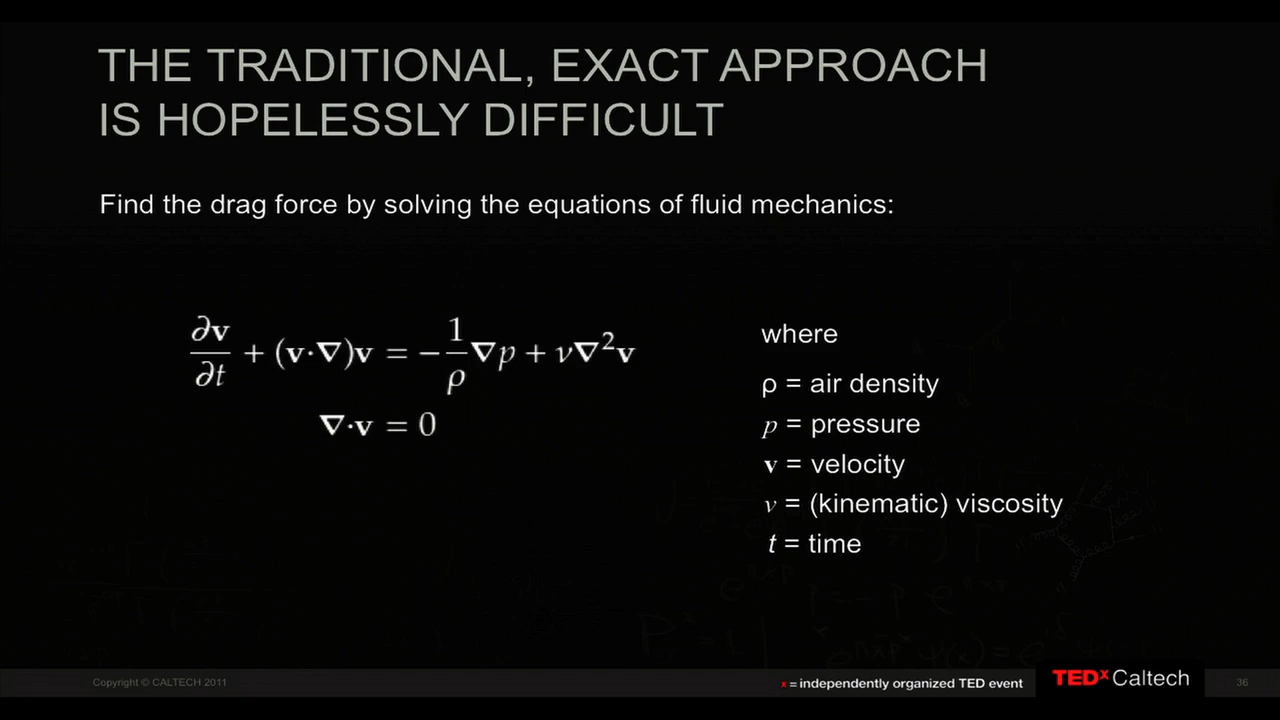 THE TRADITIONAL, EXACT APPROACH
IS HOPELESSLY DIFFICULT
Find the drag force by solving the equations of fluid mechanics:
∂v/∂t + (v·∇)v = −1/ρ ∇p + ν∇²v
∇·v = 0
where
ρ = air density
p = pressure
v = velocity
ν = (kinematic) viscosity
t = time
Copyright © CALTECH 2011
x = independently organized TED event
TEDx Caltech
36